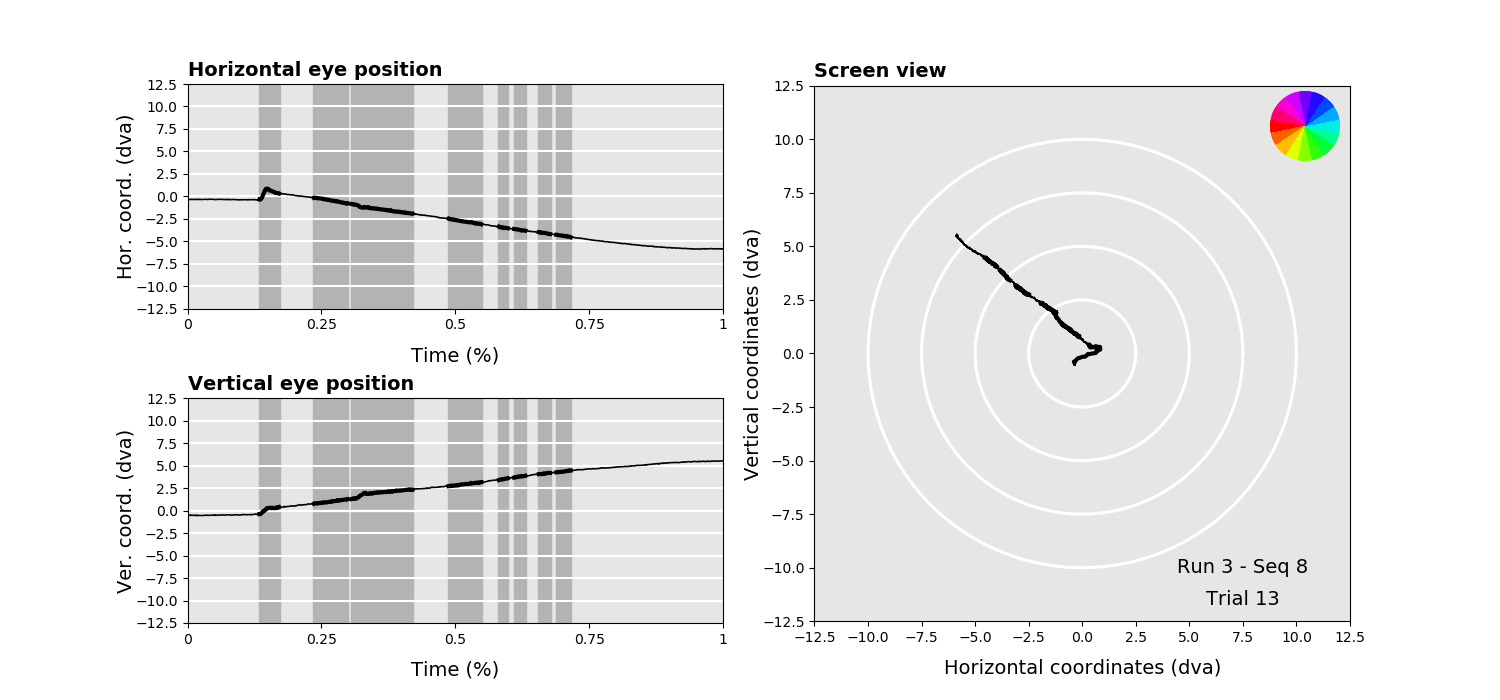 Horizontal eye position
12.5
10.0
7.5
5.0
2.5
0.0
−2.5
−5.0
−7.5
−10.0
−12.5
Hor. coord. (dva)
0 0.25 0.5 0.75 1
Time (%)
Vertical eye position
12.5
10.0
7.5
5.0
2.5
0.0
−2.5
−5.0
−7.5
−10.0
−12.5
Ver. coord. (dva)
0 0.25 0.5 0.75 1
Time (%)
Screen view
12.5
10.0
7.5
5.0
2.5
0.0
−2.5
−5.0
−7.5
−10.0
−12.5
Vertical coordinates (dva)
Run 3 - Seq 8
Trial 13
−12.5 −10.0 −7.5 −5.0 −2.5 0.0 2.5 5.0 7.5 10.0 12.5
Horizontal coordinates (dva)